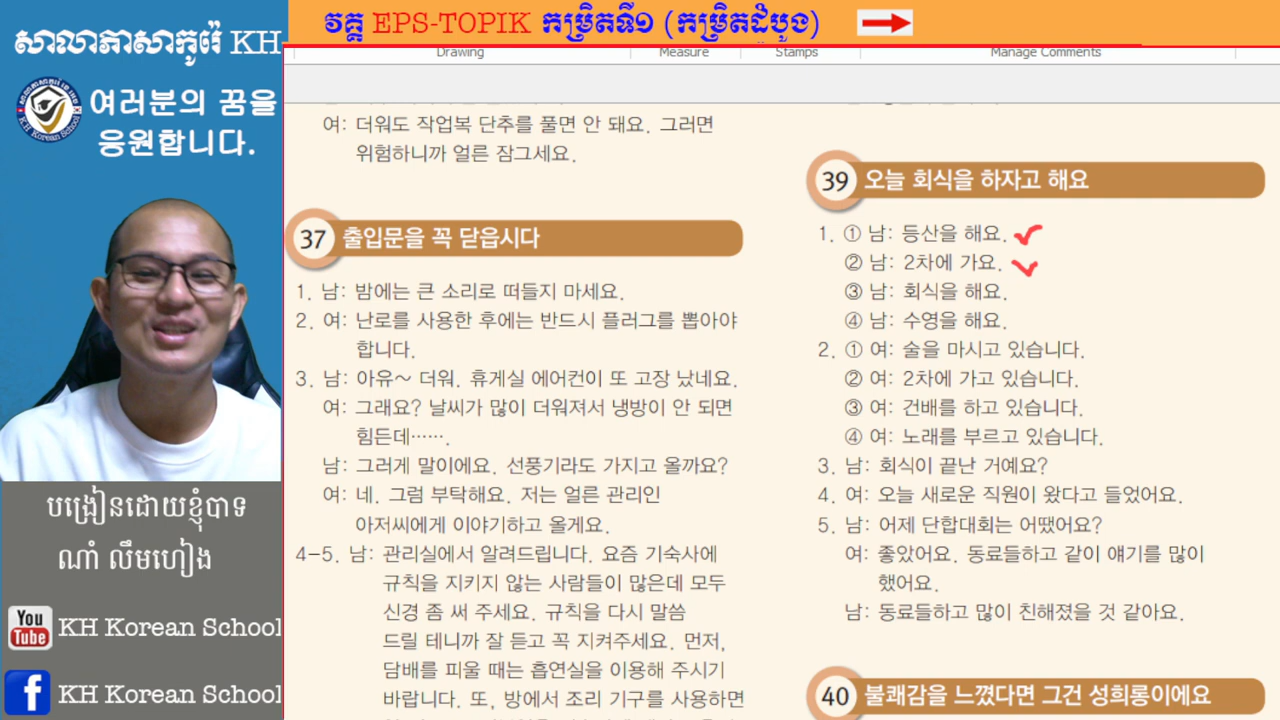 សាលាភាសាកូរ៉េ KH
여러분의 꿈을
응원합니다.
KH Korean School
បង្រៀនដោយខ្ញុំបាទ
ណាំ លឹមហៀង
You Tube KH Korean School
f KH Korean School
វគ្គ EPS-TOPIK កម្រិតទី១ (កម្រិតដំបូង)
Drawing Measure Stamps Manage Comments
여: 더워도 작업복 단추를 풀면 안 돼요. 그러면
위험하니까 얼른 잠그세요.
37 출입문을 꼭 닫읍시다
1. 남: 밤에는 큰 소리로 떠들지 마세요.
2. 여: 난로를 사용한 후에는 반드시 플러그를 뽑아야
합니다.
3. 남: 아유~ 더워. 휴게실 에어컨이 또 고장 났네요.
여: 그래요? 날씨가 많이 더워져서 냉방이 안 되면
힘든데…….
남: 그러게 말이에요. 선풍기라도 가지고 올까요?
여: 네. 그럼 부탁해요. 저는 얼른 관리인
아저씨에게 이야기하고 올게요.
4-5. 남: 관리실에서 알려드립니다. 요즘 기숙사에
규칙을 지키지 않는 사람들이 많은데 모두
신경 좀 써 주세요. 규칙을 다시 말씀
드릴 테니까 잘 듣고 꼭 지켜주세요. 먼저,
담배를 피울 때는 흡연실을 이용해 주시기
바랍니다. 또, 방에서 조리 기구를 사용하면
39 오늘 회식을 하자고 해요
1. ① 남: 등산을 해요.
② 남: 2차에 가요.
③ 남: 회식을 해요.
④ 남: 수영을 해요.
2. ① 여: 술을 마시고 있습니다.
② 여: 2차에 가고 있습니다.
③ 여: 건배를 하고 있습니다.
④ 여: 노래를 부르고 있습니다.
3. 남: 회식이 끝난 거예요?
4. 여: 오늘 새로운 직원이 왔다고 들었어요.
5. 남: 어제 단합대회는 어땠어요?
여: 좋았어요. 동료들하고 같이 얘기를 많이
했어요.
남: 동료들하고 많이 친해졌을 것 같아요.
40 불쾌감을 느꼈다면 그건 성희롱이에요